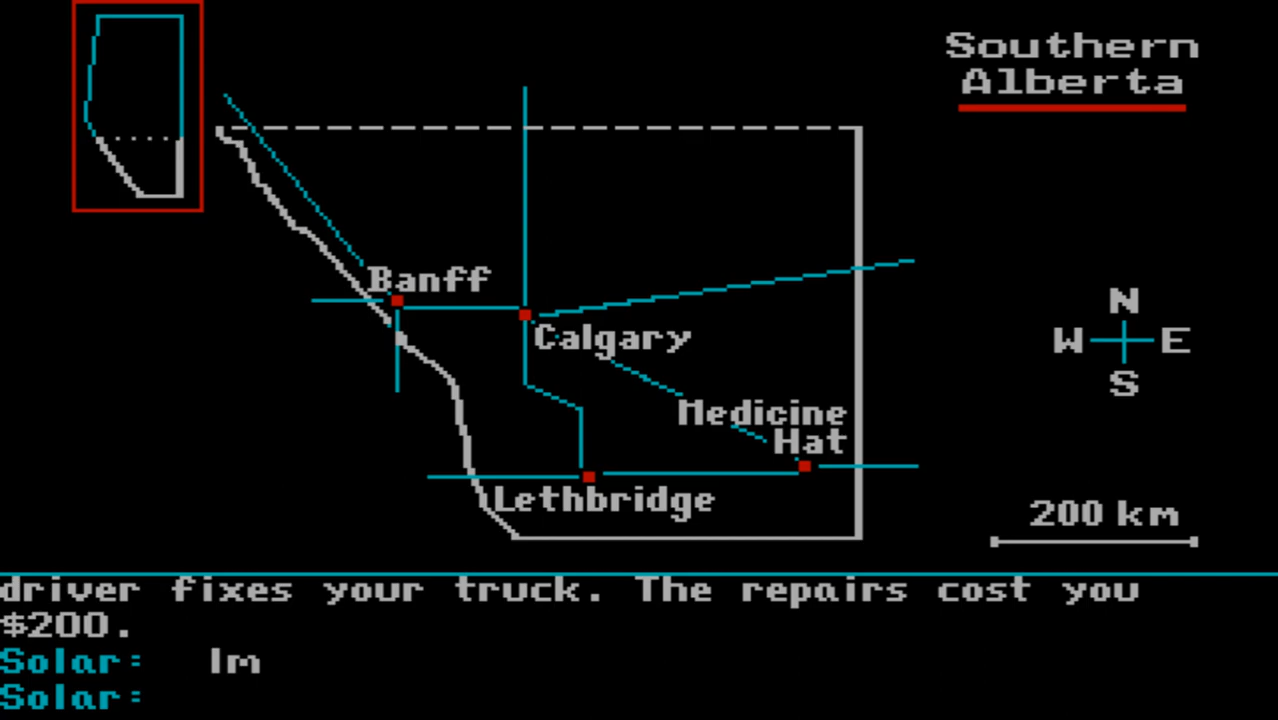 Southern
Alberta
Banff
Calgary
Medicine
Hat
Lethbridge
N
W E
S
200 km
driver fixes your truck. The repairs cost you
$200.
Solar: lm
Solar: